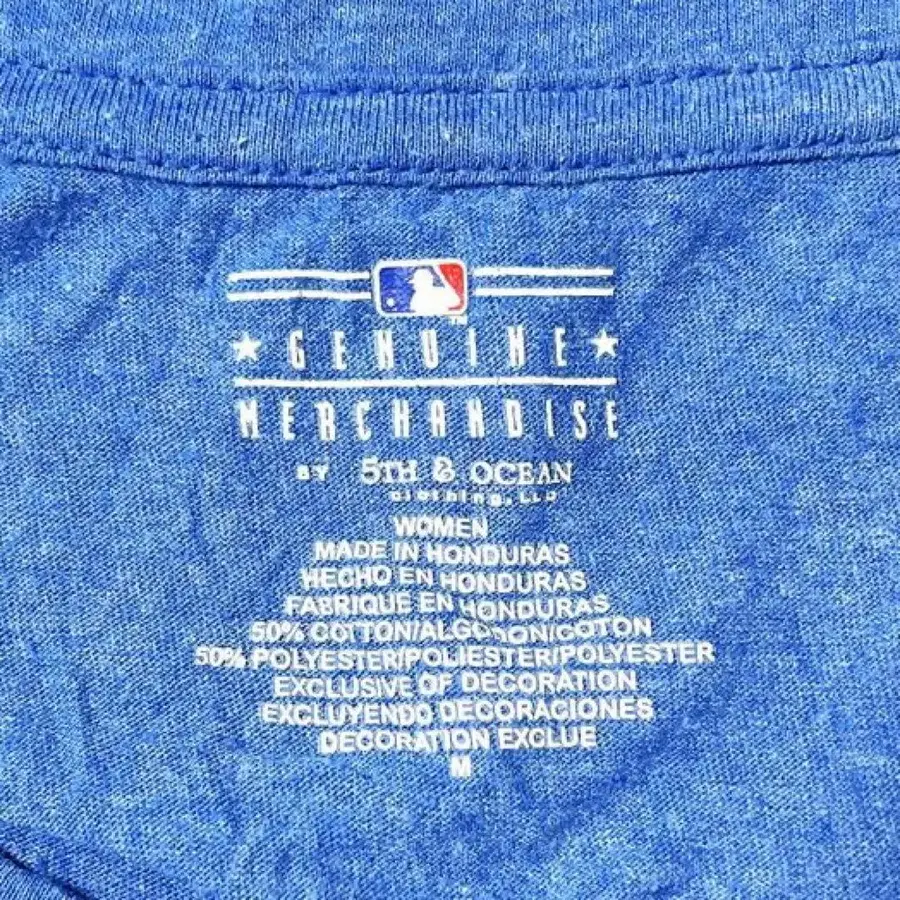 GENUINE
MERCHANDISE
BY 5TH & OCEAN
clothing, LLP
WOMEN
MADE IN HONDURAS
HECHO EN HONDURAS
FABRIQUE EN HONDURAS
50% COTTON/ALGODON/COTON
50% POLYESTER/POLIESTER/POLYESTER
EXCLUSIVE OF DECORATION
EXCLUYENDO DECORACIONES
DECORATION EXCLUE
M